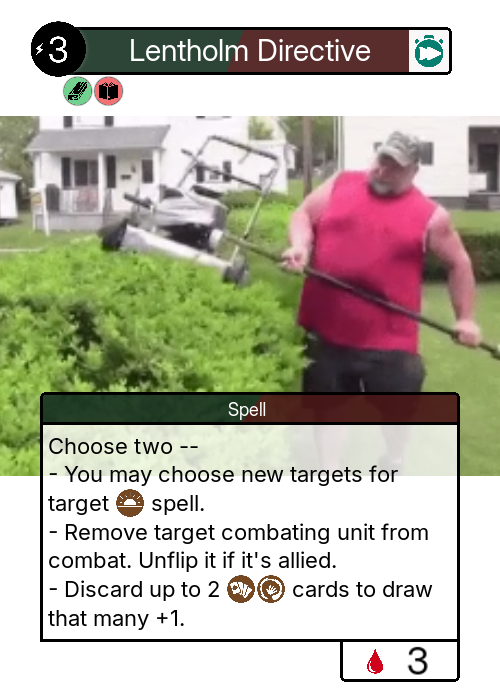 3
Lentholm Directive
Spell
Choose two --
- You may choose new targets for
target spell.
- Remove target combating unit from
combat. Unflip it if it's allied.
- Discard up to 2 cards to draw
that many +1.
3